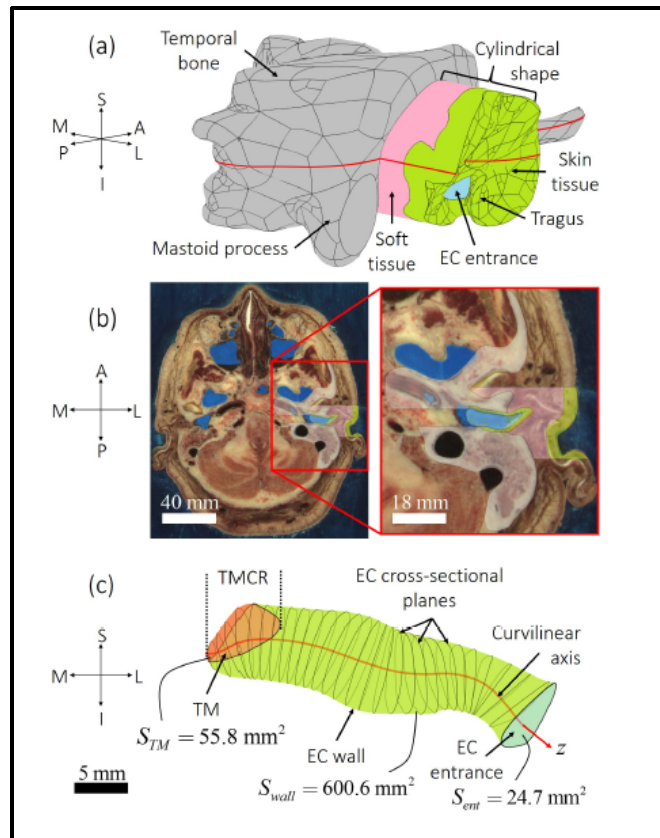 (a)
Temporal
bone
Cylindrical
shape
S
M
A
P
L
I
Skin
tissue
Mastoid process
Soft
tissue
EC entrance
Tragus
(b)
A
M
L
P
40 mm
18 mm
(c)
TMCR
EC cross-sectional
planes
Curvilinear
axis
S
M
L
I
TM
S_TM = 55.8 mm²
EC wall
EC
entrance
z
S_wall = 600.6 mm²
S_ent = 24.7 mm²
5 mm